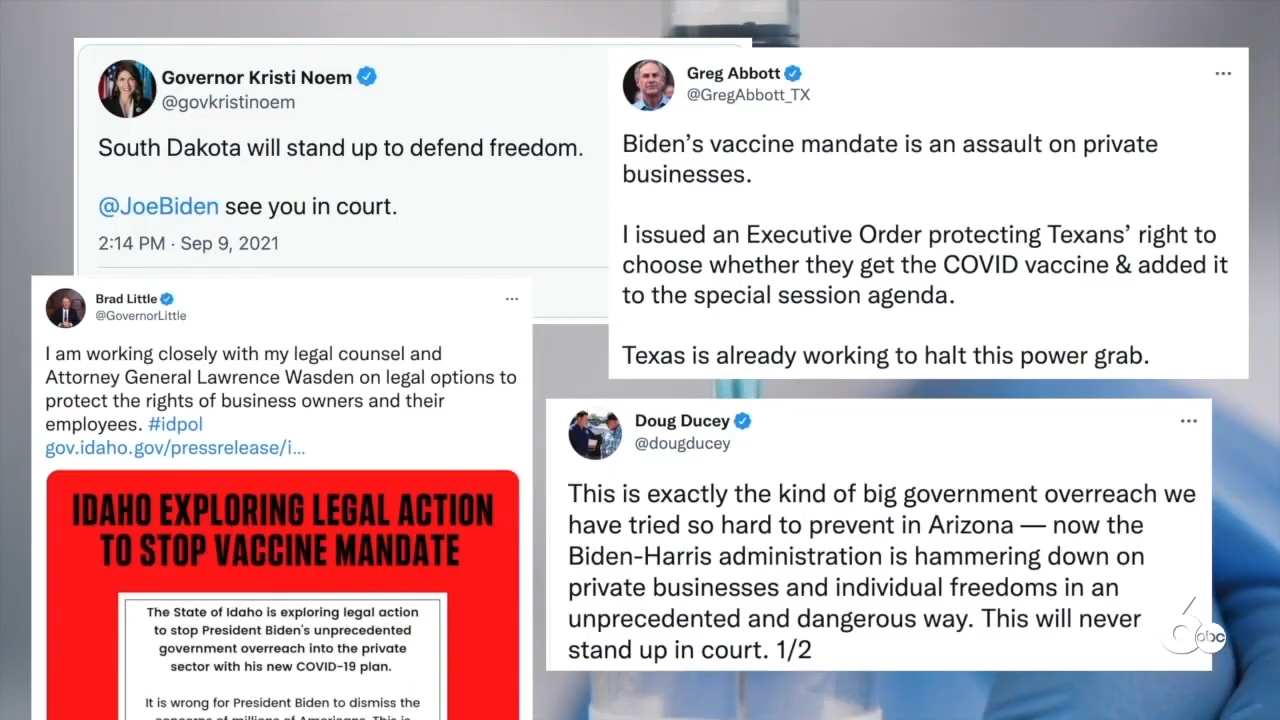 Governor Kristi Noem
@govkristinoem
South Dakota will stand up to defend freedom.
@JoeBiden see you in court.
2:14 PM · Sep 9, 2021
Greg Abbott
@GregAbbott_TX
Biden’s vaccine mandate is an assault on private
businesses.
I issued an Executive Order protecting Texans’ right to
choose whether they get the COVID vaccine & added it
to the special session agenda.
Texas is already working to halt this power grab.
Brad Little
@GovernorLittle
I am working closely with my legal counsel and
Attorney General Lawrence Wasden on legal options to
protect the rights of business owners and their
employees. #idpol
gov.idaho.gov/pressrelease/i...
IDAHO EXPLORING LEGAL ACTION
TO STOP VACCINE MANDATE
The State of Idaho is exploring legal action
to stop President Biden's unprecedented
government overreach into the private
sector with his new COVID-19 plan.
It is wrong for President Biden to dismiss the
concerns of millions of Americans. This is
Doug Ducey
@dougducey
This is exactly the kind of big government overreach we
have tried so hard to prevent in Arizona — now the
Biden-Harris administration is hammering down on
private businesses and individual freedoms in an
unprecedented and dangerous way. This will never
stand up in court. 1/2
6 abc